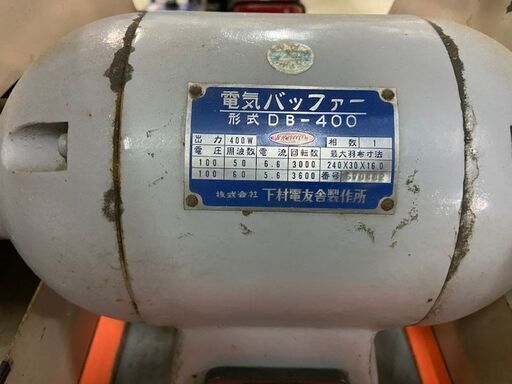 電気バッファー
形式 DB-400
出力 400W 相数 1
電圧 周波数 電流 回転数 最大羽布寸法
100 50 6.6 3000 240X30X16.0
100 60 5.6 3600 番号
株式会社 下村電友舎製作所